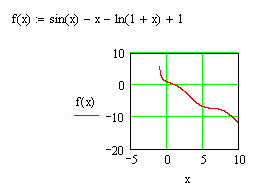 f(x) := sin(x) − x − ln(1 + x) + 1
10
0
f(x)
−10
−20
−5 0 5 10
x